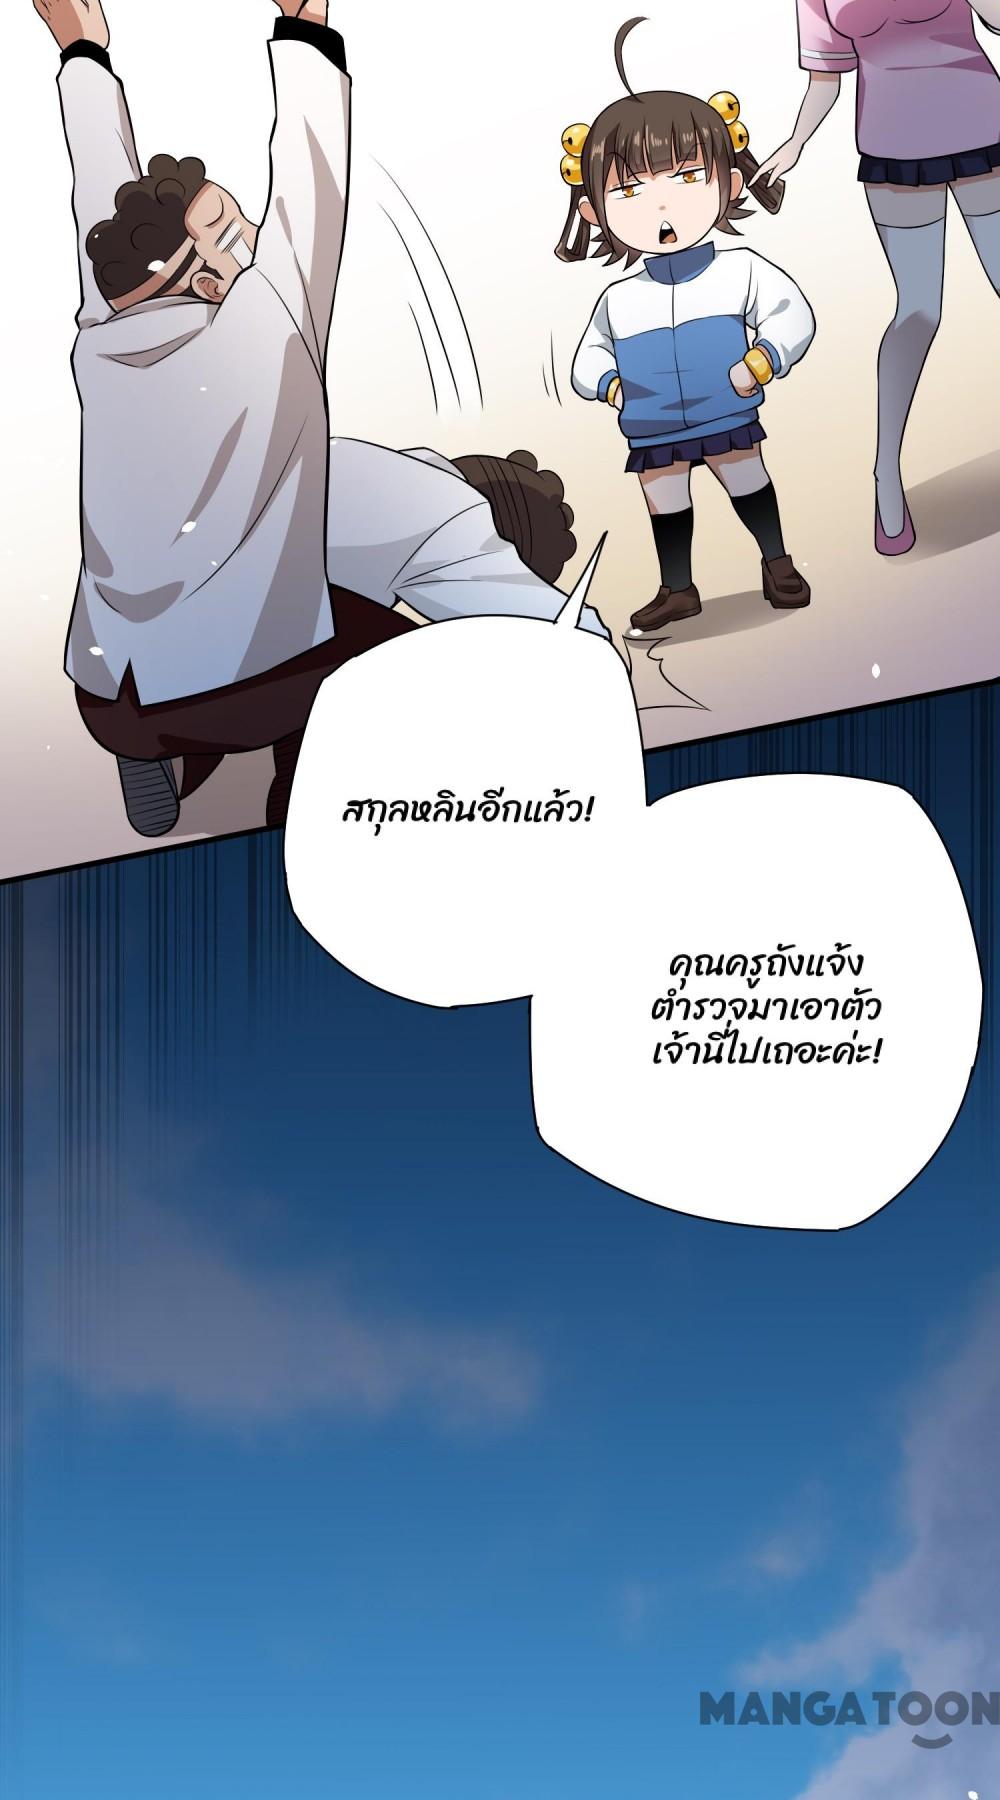 สกุลหลินอีกแล้ว!
คุณครูถังแจ้ง
ตำรวจมาเอาตัว
เจ้านี่ไปเถอะค่ะ!
MANGATOON